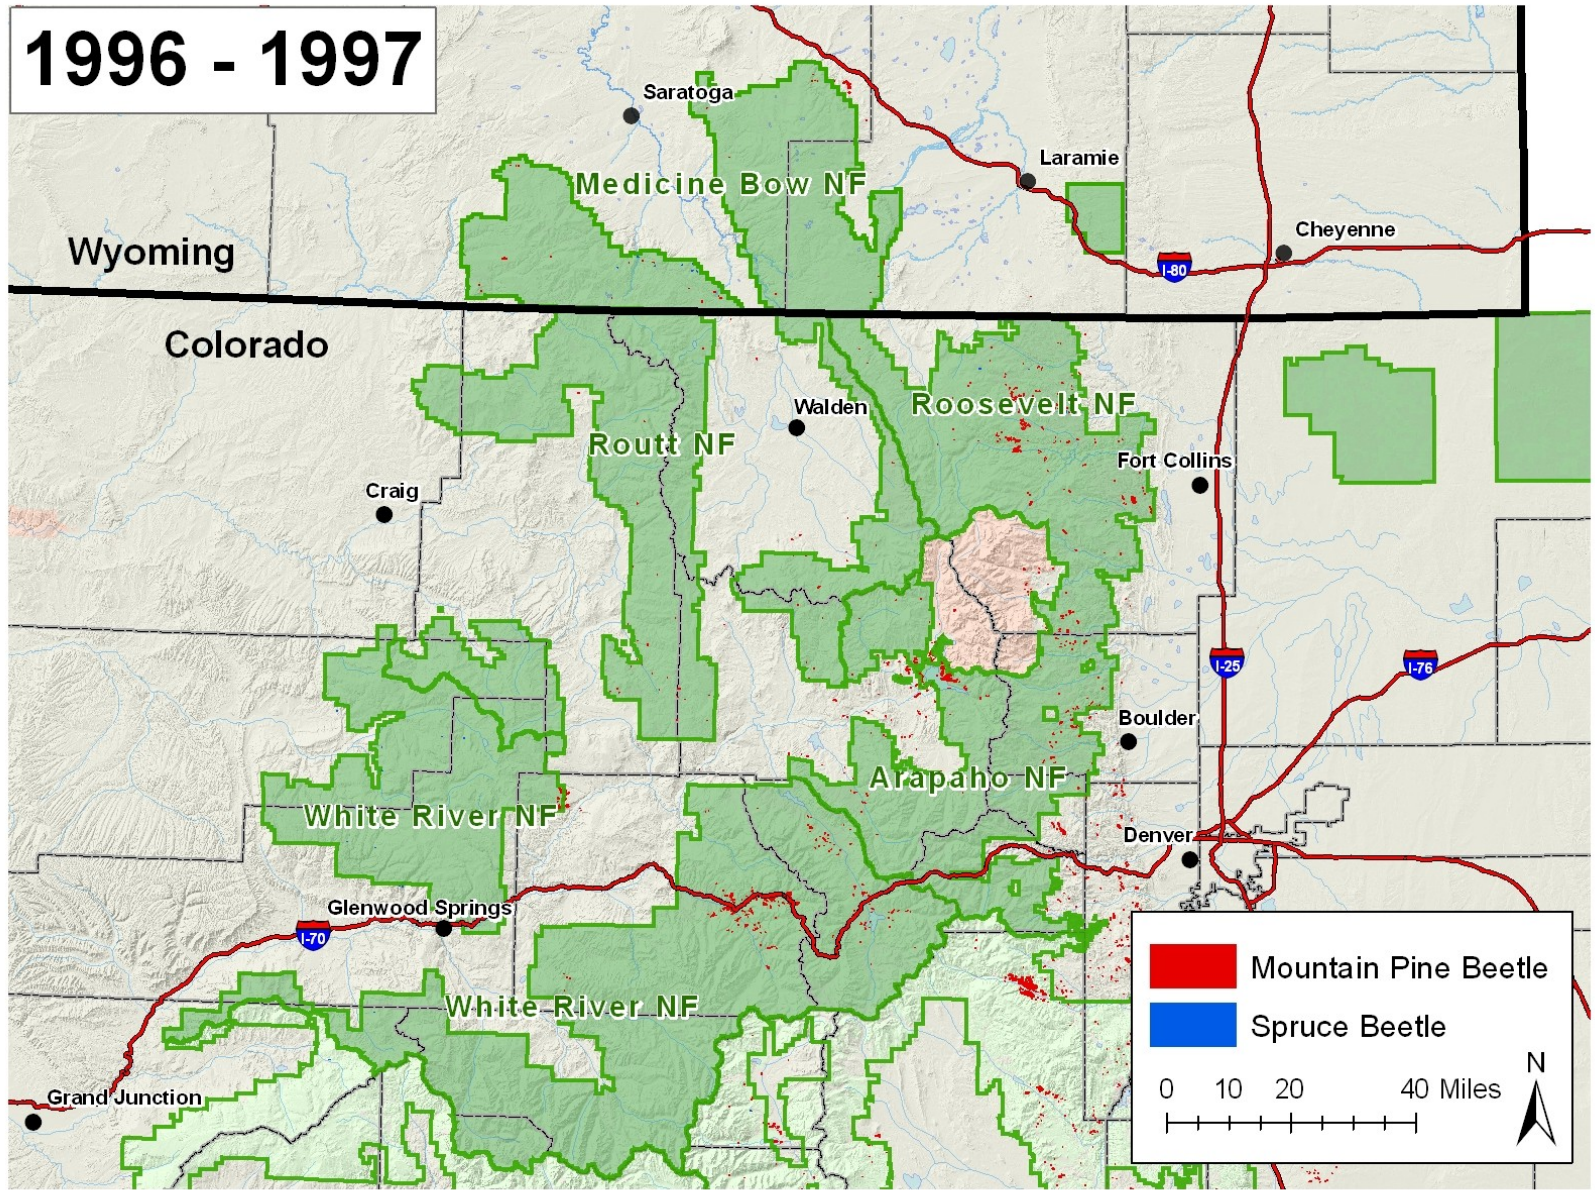 1996 - 1997
Saratoga
Laramie
Medicine Bow NF
Cheyenne
Wyoming
I-80
Colorado
Walden
Roosevelt NF
Routt NF
Fort Collins
Craig
I-25
I-76
Boulder
Arapaho NF
White River NF
Denver
Glenwood Springs
I-70
Mountain Pine Beetle
White River NF
Spruce Beetle
N
0 10 20 40 Miles
Grand Junction